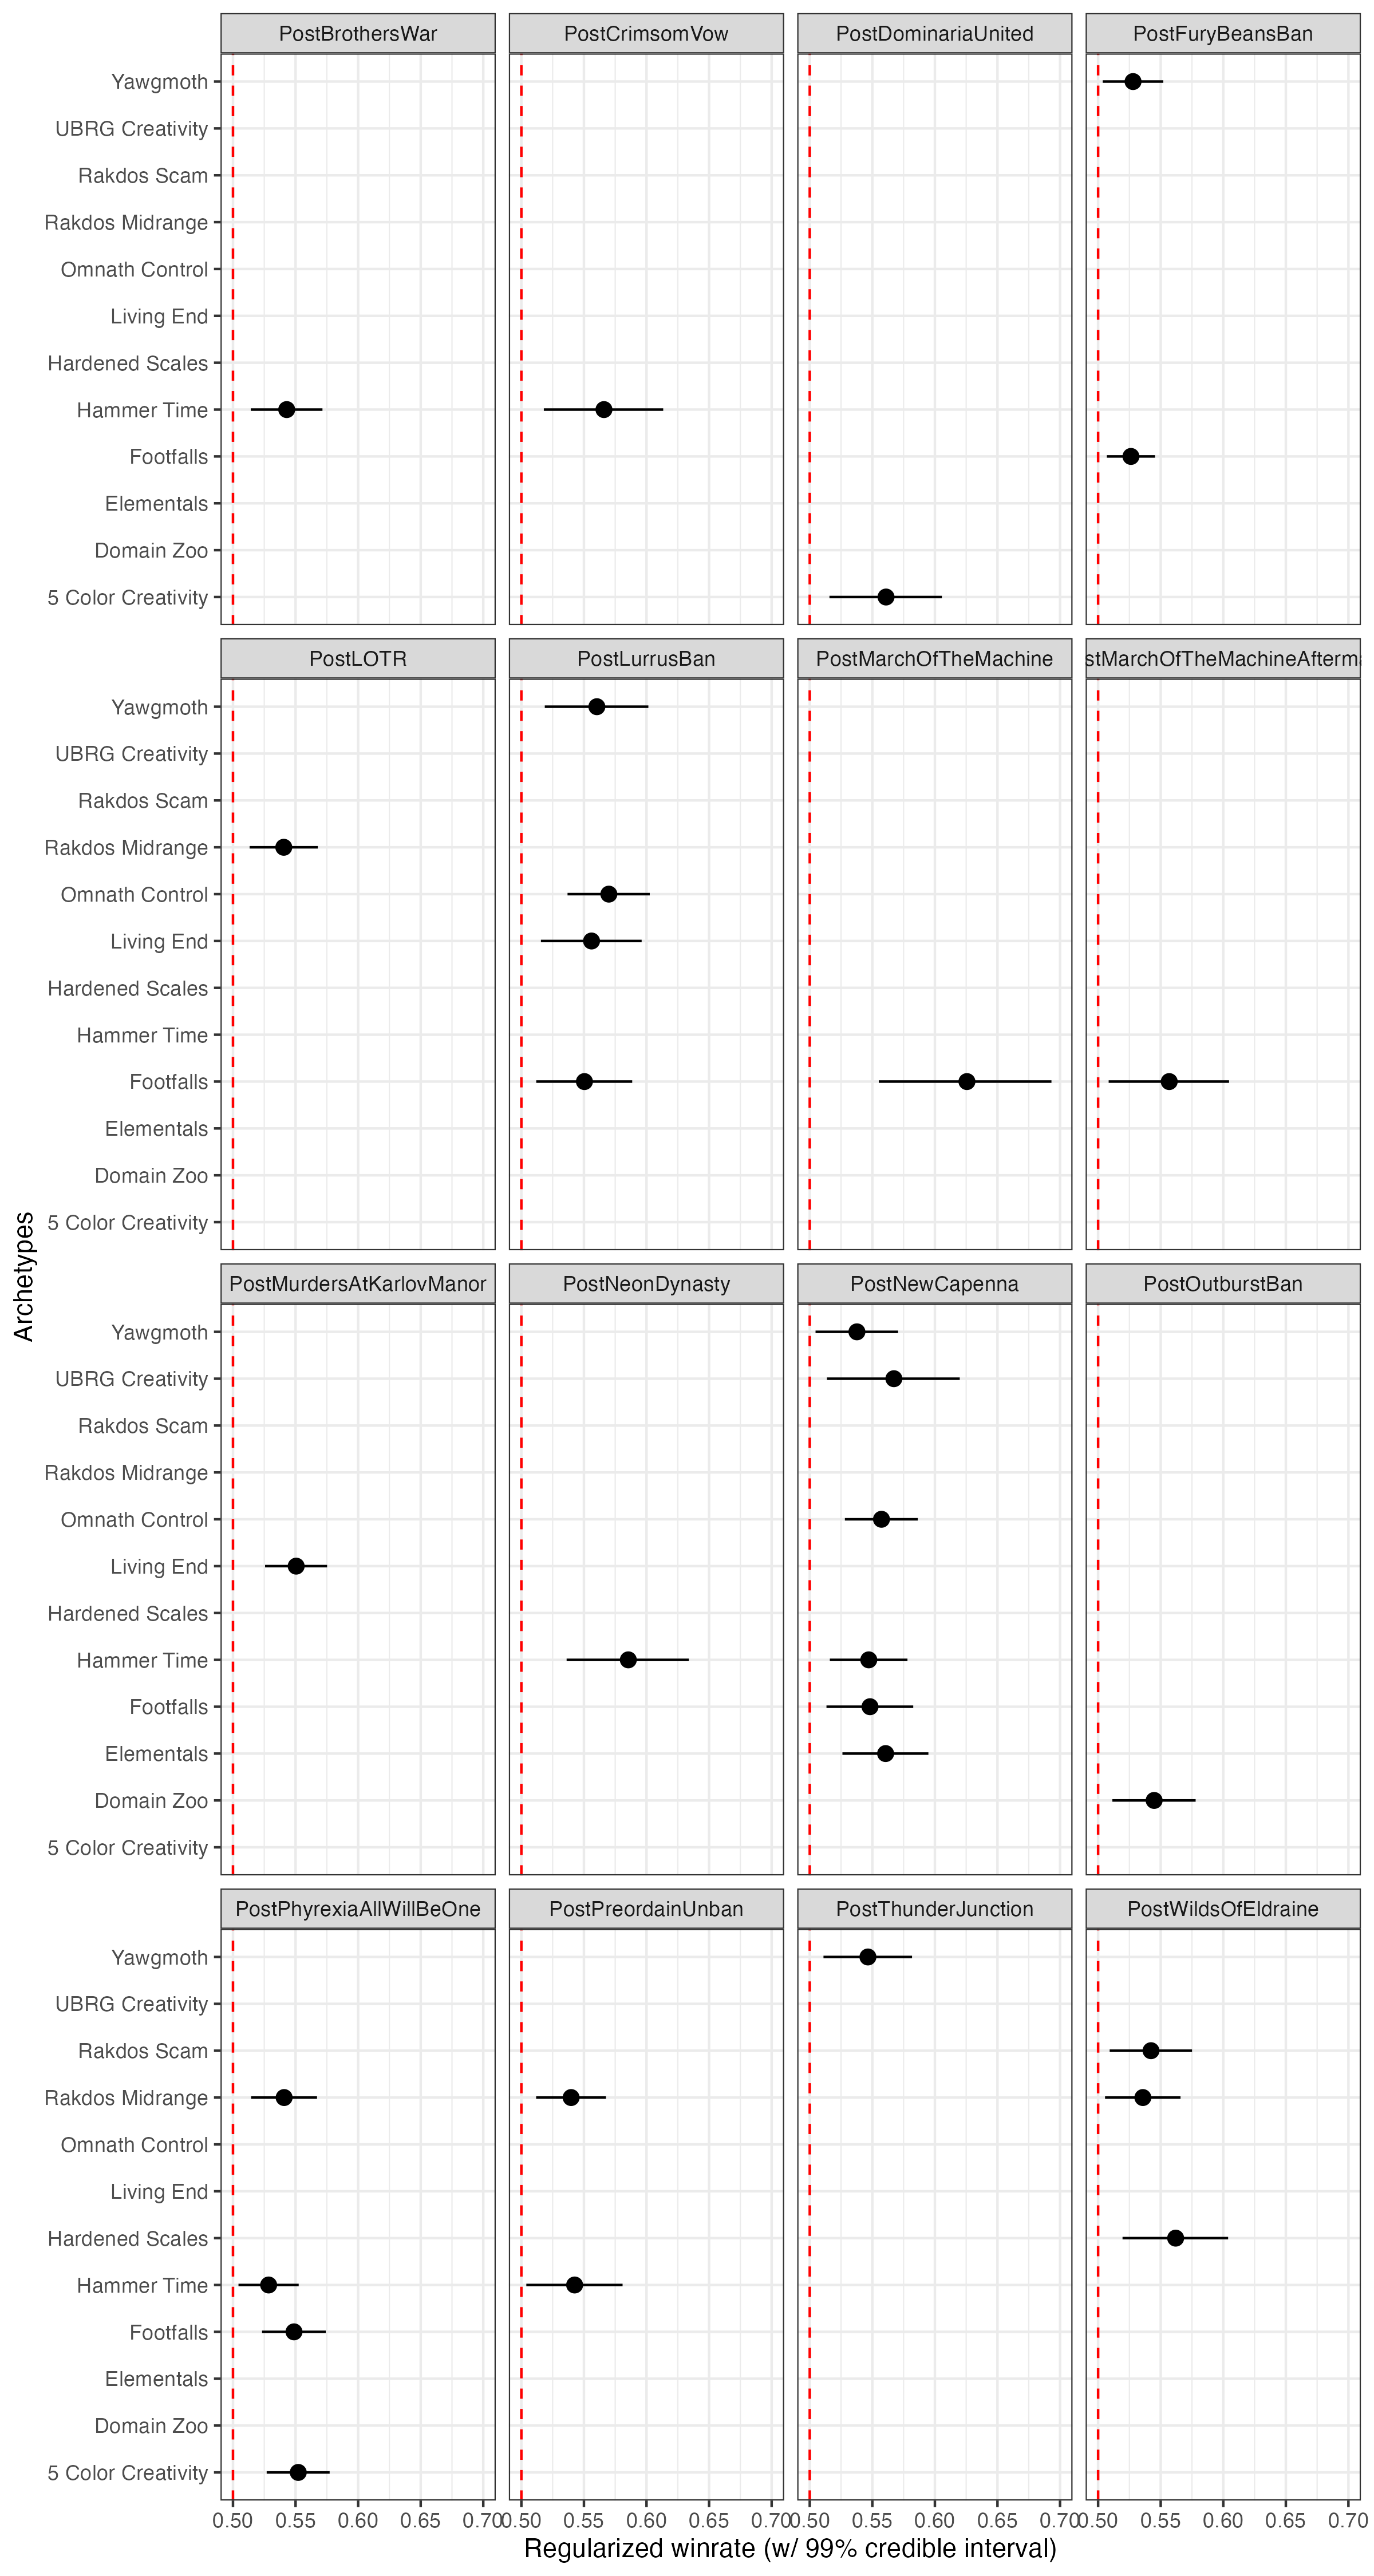 PostBrothersWar PostCrimsomVow PostDominariaUnited PostFuryBeansBan
Yawgmoth
UBRG Creativity
Rakdos Scam
Rakdos Midrange
Omnath Control
Living End
Hardened Scales
Hammer Time
Footfalls
Elementals
Domain Zoo
5 Color Creativity
PostLOTR PostLurrusBan PostMarchOfTheMachine stMarchOfTheMachineAfterma
Yawgmoth
UBRG Creativity
Rakdos Scam
Rakdos Midrange
Omnath Control
Living End
Hardened Scales
Hammer Time
Footfalls
Elementals
Domain Zoo
5 Color Creativity
Archetypes
PostMurdersAtKarlovManor PostNeonDynasty PostNewCapenna PostOutburstBan
Yawgmoth
UBRG Creativity
Rakdos Scam
Rakdos Midrange
Omnath Control
Living End
Hardened Scales
Hammer Time
Footfalls
Elementals
Domain Zoo
5 Color Creativity
PostPhyrexiaAllWillBeOne PostPreordainUnban PostThunderJunction PostWildsOfEldraine
Yawgmoth
UBRG Creativity
Rakdos Scam
Rakdos Midrange
Omnath Control
Living End
Hardened Scales
Hammer Time
Footfalls
Elementals
Domain Zoo
5 Color Creativity
0.50 0.55 0.60 0.65 0.70 0.50 0.55 0.60 0.65 0.70 0.50 0.55 0.60 0.65 0.70 0.50 0.55 0.60 0.65 0.70
Regularized winrate (w/ 99% credible interval)